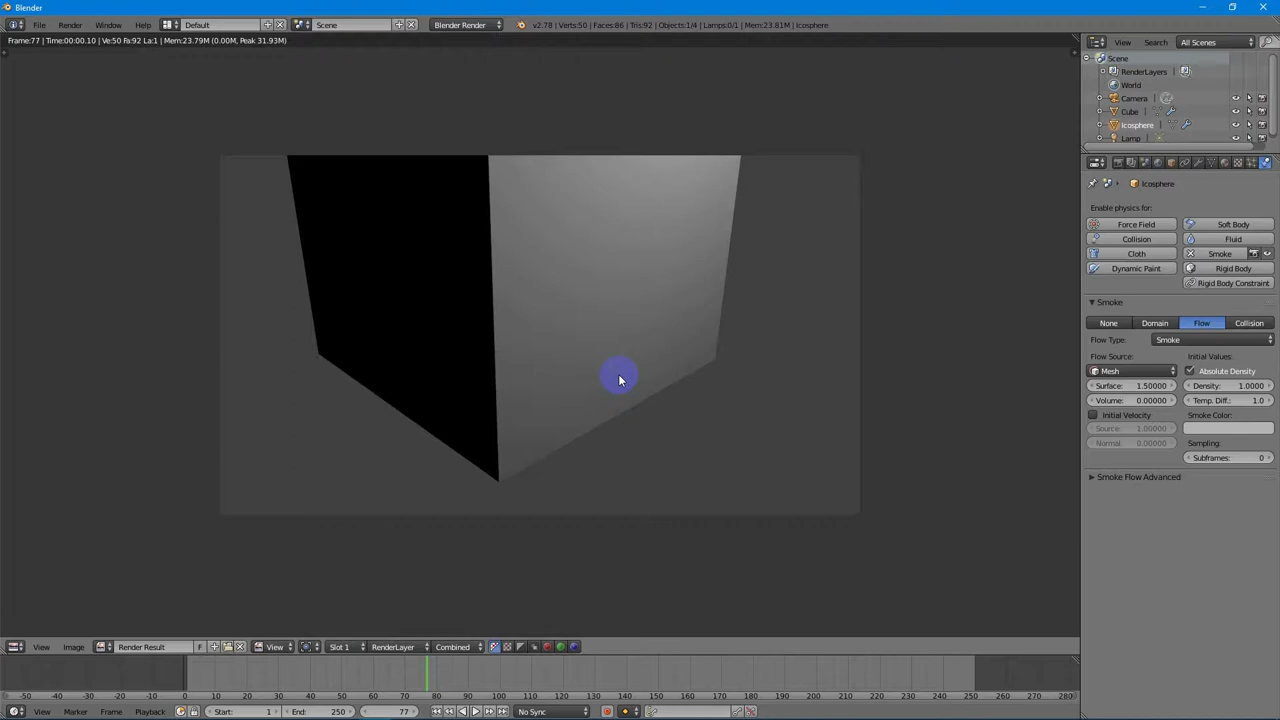 Blender
File Render Window Help Default Scene Blender Render v2.78 | Verts:50 | Faces:86 | Tris:92 | Objects:1/4 | Lamps:0/1 | Mem:23.81M | Icosphere
Frame:77 | Time:00:00.10 | Ve:50 Fa:92 La:1 | Mem:23.79M (0.00M, Peak 31.93M)
View Search All Scenes
Scene
RenderLayers
World
Camera
Cube
Icosphere
Lamp
Icosphere
Enable physics for:
Force Field Soft Body
Collision Fluid
Cloth Smoke
Dynamic Paint Rigid Body
Rigid Body Constraint
Smoke
None Domain Flow Collision
Flow Type: Smoke
Flow Source: Initial Values:
Mesh Absolute Density
Surface: 1.50000 Density: 1.0000
Volume: 0.00000 Temp. Diff.: 1.0
Initial Velocity Smoke Color:
Source: 1.00000
Normal: 0.00000 Sampling:
Subframes: 0
Smoke Flow Advanced
View Image Render Result F View Slot 1 RenderLayer Combined
-50 -40 -30 -20 -10 0 10 20 30 40 50 60 70 80 90 100 110 120 130 140 150 160 170 180 190 200 210 220 230 240 250 260 270 280
View Marker Frame Playback Start: 1 End: 250 77 No Sync